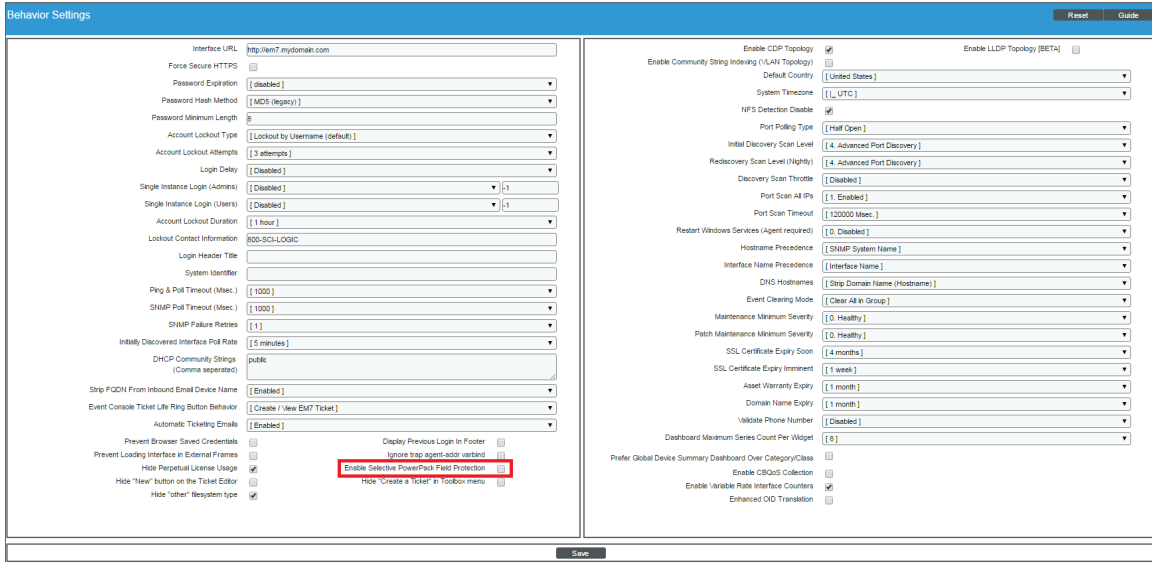 Behavior Settings
Reset Guide
Interface URL http://em7.mydomain.com
Force Secure HTTPS
Password Expiration [ disabled ]
Password Hash Method [ MD5 (legacy) ]
Password Minimum Length 8
Account Lockout Type [ Lockout by Username (default) ]
Account Lockout Attempts [ 3 attempts ]
Login Delay [ Disabled ]
Single Instance Login (Admins) [ Disabled ] -1
Single Instance Login (Users) [ Disabled ] -1
Account Lockout Duration [ 1 hour ]
Lockout Contact Information 800-SCI-LOGIC
Login Header Title
System Identifier
Ping & Poll Timeout (Msec.) [ 1000 ]
SNMP Poll Timeout (Msec.) [ 1000 ]
SNMP Failure Retries [ 1 ]
Initially Discovered Interface Poll Rate [ 5 minutes ]
DHCP Community Strings public
(Comma seperated)
Strip FQDN From Inbound Email Device Name [ Enabled ]
Event Console Ticket Life Ring Button Behavior [ Create / View EM7 Ticket ]
Automatic Ticketing Emails [ Enabled ]
Prevent Browser Saved Credentials Display Previous Login In Footer
Prevent Loading Interface in External Frames Ignore trap agent-addr varbind
Hide Perpetual License Usage Enable Selective PowerPack Field Protection
Hide "New" button on the Ticket Editor Hide "Create a Ticket" in Toolbox menu
Hide "other" filesystem type
Enable CDP Topology Enable LLDP Topology [BETA]
Enable Community String Indexing (VLAN Topology)
Default Country [ United States ]
System Timezone [ |_ UTC ]
NFS Detection Disable
Port Polling Type [ Half Open ]
Initial Discovery Scan Level [ 4. Advanced Port Discovery ]
Rediscovery Scan Level (Nightly) [ 4. Advanced Port Discovery ]
Discovery Scan Throttle [ Disabled ]
Port Scan All IPs [ 1. Enabled ]
Port Scan Timeout [ 120000 Msec. ]
Restart Windows Services (Agent required) [ 0. Disabled ]
Hostname Precedence [ SNMP System Name ]
Interface Name Precedence [ Interface Name ]
DNS Hostnames [ Strip Domain Name (Hostname) ]
Event Clearing Mode [ Clear All in Group ]
Maintenance Minimum Severity [ 0. Healthy ]
Patch Maintenance Minimum Severity [ 0. Healthy ]
SSL Certificate Expiry Soon [ 4 months ]
SSL Certificate Expiry Imminent [ 1 week ]
Asset Warranty Expiry [ 1 month ]
Domain Name Expiry [ 1 month ]
Validate Phone Number [ Disabled ]
Dashboard Maximum Series Count Per Widget [ 8 ]
Prefer Global Device Summary Dashboard Over Category/Class
Enable CBQoS Collection
Enable Variable Rate Interface Counters
Enhanced OID Translation
Save